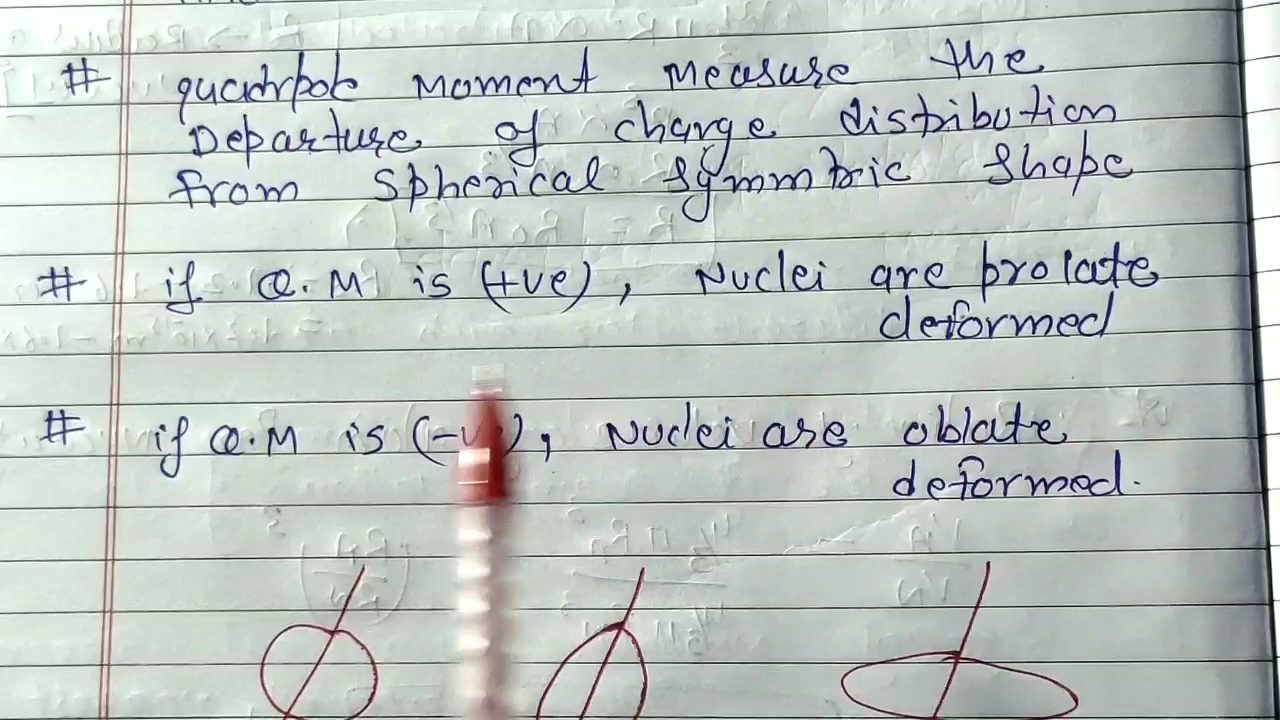 # quadrpole Moment Measure the
Departure of charge distribution
from Spherical Symmtric Shape
# if Q.M is (+ve), Nuclei are prolate
deformed
# if Q.M is (-ve), Nuclei are oblate
deformed.